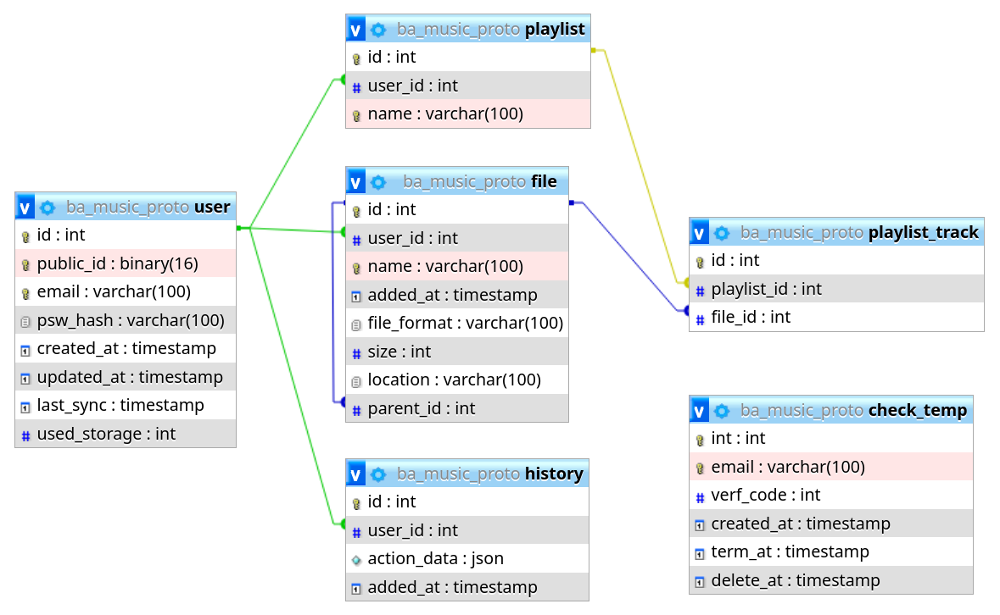 v ba_music_proto playlist
id : int
user_id : int
name : varchar(100)
v ba_music_proto file
id : int
user_id : int
name : varchar(100)
added_at : timestamp
file_format : varchar(100)
# size : int
location : varchar(100)
# parent_id : int
v ba_music_proto user
id : int
public_id : binary(16)
email : varchar(100)
psw_hash : varchar(100)
created_at : timestamp
updated_at : timestamp
last_sync : timestamp
# used_storage : int
v ba_music_proto history
id : int
# user_id : int
action_data : json
added_at : timestamp
v ba_music_proto playlist_track
id : int
# playlist_id : int
# file_id : int
v ba_music_proto check_temp
int : int
email : varchar(100)
# verf_code : int
created_at : timestamp
term_at : timestamp
delete_at : timestamp